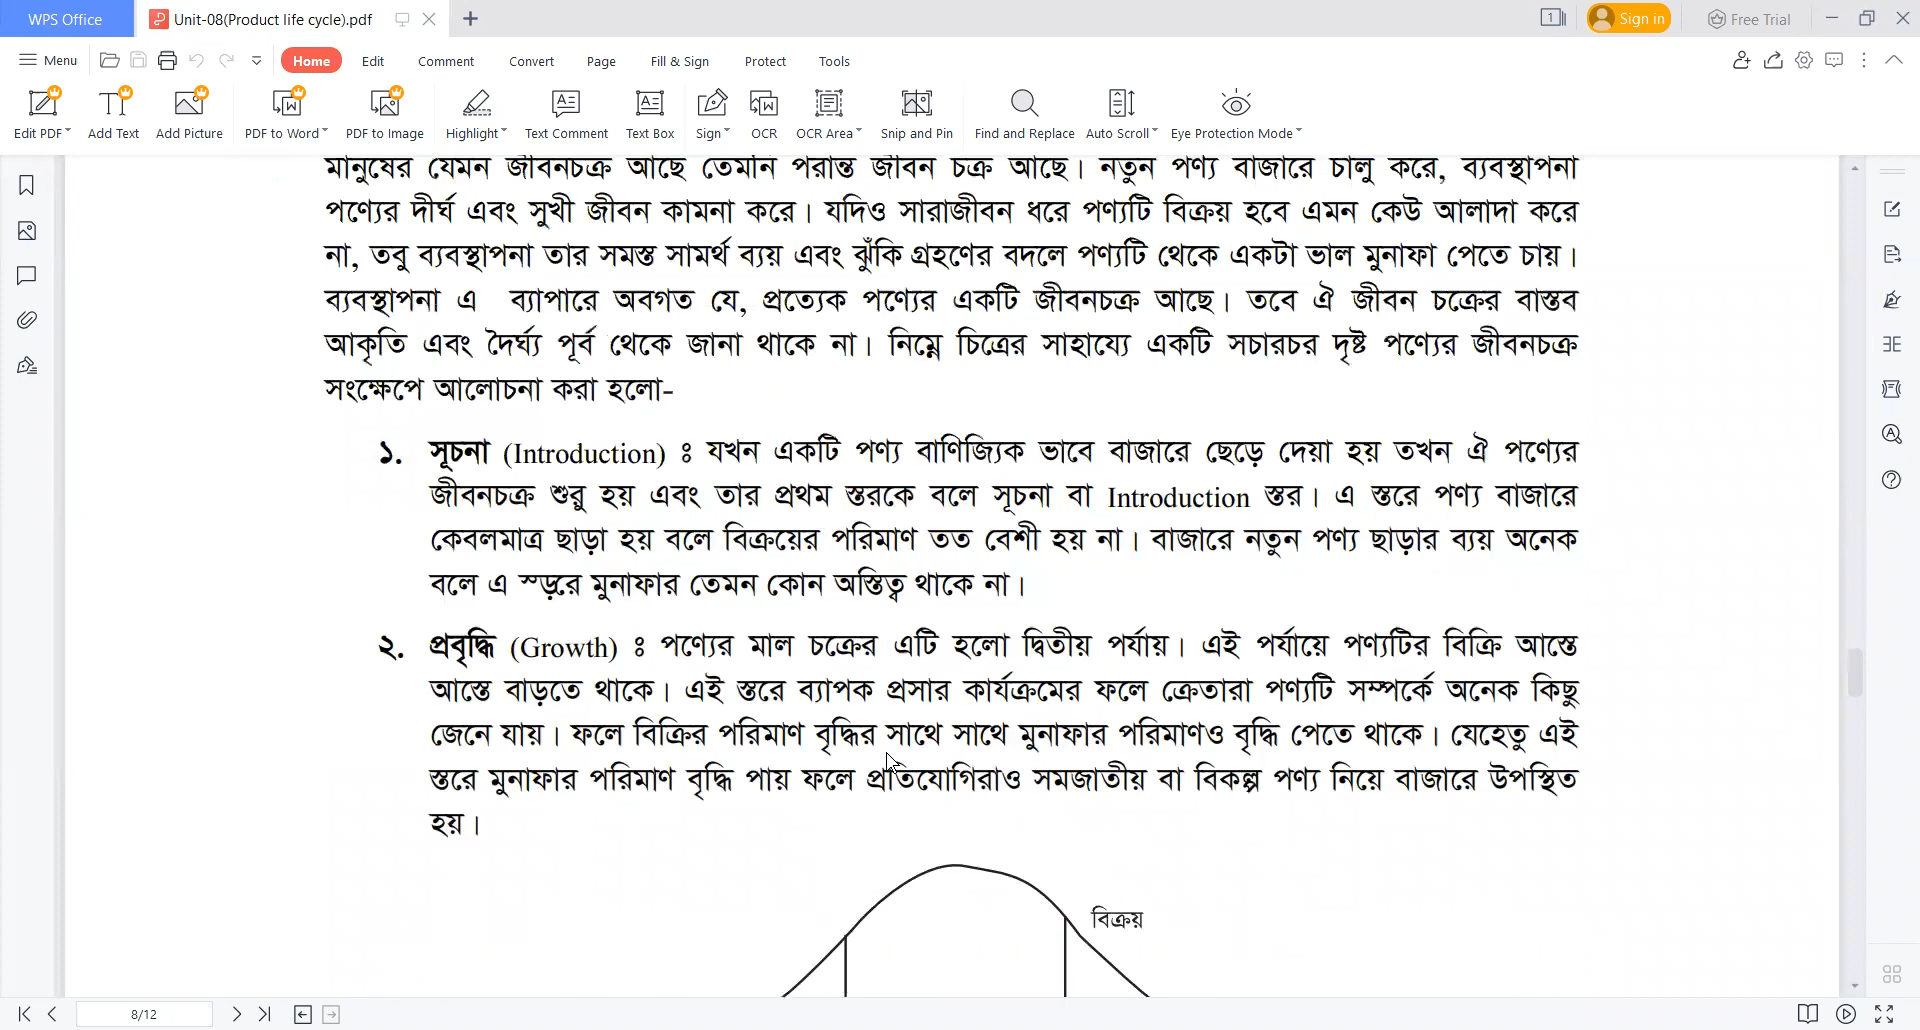 WPS Office
Unit-08(Product life cycle).pdf
Sign in
Free Trial
Menu
Home
Edit
Comment
Convert
Page
Fill & Sign
Protect
Tools
Edit PDF
Add Text
Add Picture
PDF to Word
PDF to Image
Highlight
Text Comment
Text Box
Sign
OCR
OCR Area
Snip and Pin
Find and Replace
Auto Scroll
Eye Protection Mode
মানুষের যেমন জীবনচক্র আছে তেমনি পরান্ত জীবন চক্র আছে। নতুন পণ্য বাজারে চালু করে, ব্যবস্থাপনা
পণ্যের দীর্ঘ এবং সুখী জীবন কামনা করে। যদিও সারাজীবন ধরে পণ্যটি বিক্রয় হবে এমন কেউ আলাদা করে
না, তবু ব্যবস্থাপনা তার সমস্ত সামর্থ ব্যয় এবং ঝুঁকি গ্রহণের বদলে পণ্যটি থেকে একটা ভাল মুনাফা পেতে চায়।
ব্যবস্থাপনা এ ব্যাপারে অবগত যে, প্রত্যেক পণ্যের একটি জীবনচক্র আছে। তবে ঐ জীবন চক্রের বাস্তব
আকৃতি এবং দৈর্ঘ্য পূর্ব থেকে জানা থাকে না। নিম্নে চিত্রের সাহায্যে একটি সচারচর দৃষ্ট পণ্যের জীবনচক্র
সংক্ষেপে আলোচনা করা হলো-
১. সূচনা (Introduction) ঃ যখন একটি পণ্য বাণিজ্যিক ভাবে বাজারে ছেড়ে দেয়া হয় তখন ঐ পণ্যের
জীবনচক্র শুরু হয় এবং তার প্রথম স্তরকে বলে সূচনা বা Introduction স্তর। এ স্তরে পণ্য বাজারে
কেবলমাত্র ছাড়া হয় বলে বিক্রয়ের পরিমাণ তত বেশী হয় না। বাজারে নতুন পণ্য ছাড়ার ব্যয় অনেক
বলে এ স্ড়রে মুনাফার তেমন কোন অস্তিত্ব থাকে না।
২. প্রবৃদ্ধি (Growth) ঃ পণ্যের মাল চক্রের এটি হলো দ্বিতীয় পর্যায়। এই পর্যায়ে পণ্যটির বিক্রি আস্তে
আস্তে বাড়তে থাকে। এই স্তরে ব্যাপক প্রসার কার্যক্রমের ফলে ক্রেতারা পণ্যটি সম্পর্কে অনেক কিছু
জেনে যায়। ফলে বিক্রির পরিমাণ বৃদ্ধির সাথে সাথে মুনাফার পরিমাণও বৃদ্ধি পেতে থাকে। যেহেতু এই
স্তরে মুনাফার পরিমাণ বৃদ্ধি পায় ফলে প্রতিযোগিরাও সমজাতীয় বা বিকল্প পণ্য নিয়ে বাজারে উপস্থিত
হয়।
বিক্রয়
8/12